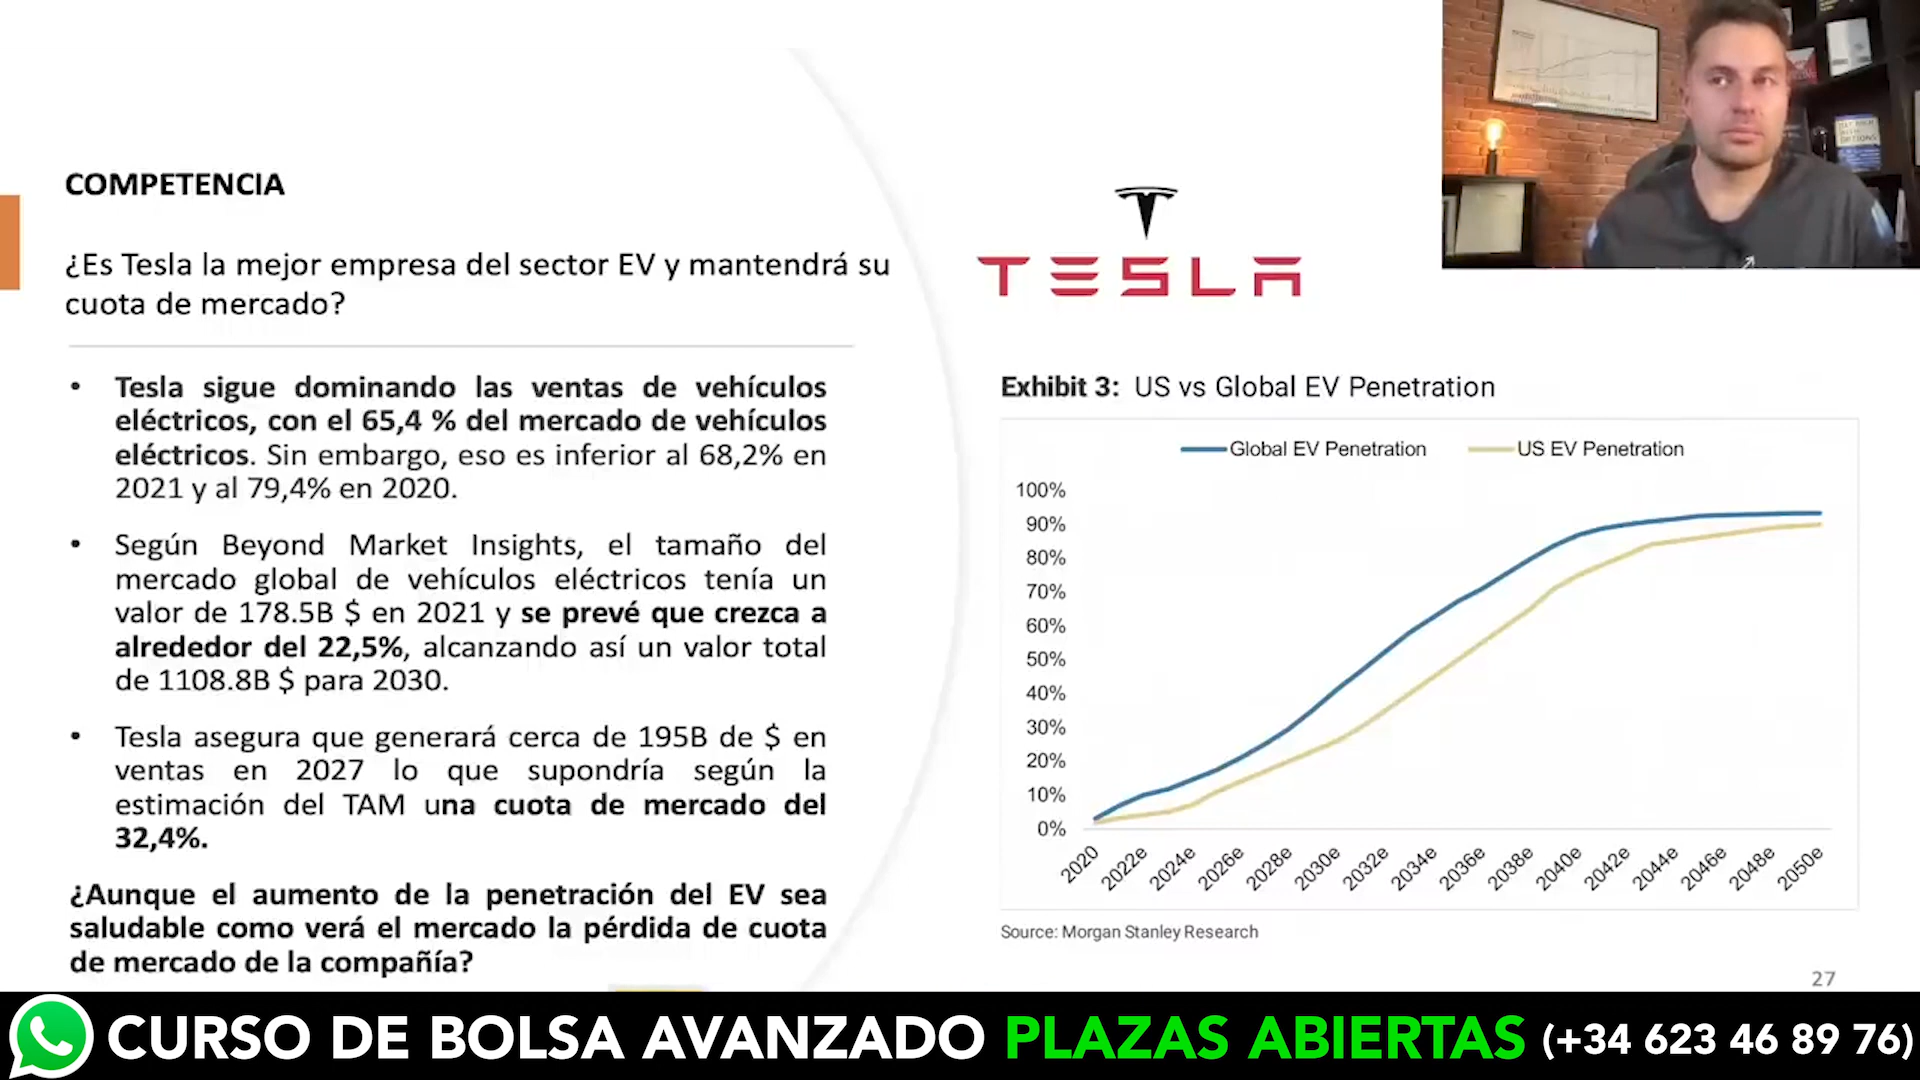 COMPETENCIA
¿Es Tesla la mejor empresa del sector EV y mantendrá su
cuota de mercado?
• Tesla sigue dominando las ventas de vehículos
eléctricos, con el 65,4 % del mercado de vehículos
eléctricos. Sin embargo, eso es inferior al 68,2% en
2021 y al 79,4% en 2020.
• Según Beyond Market Insights, el tamaño del
mercado global de vehículos eléctricos tenía un
valor de 178.5B $ en 2021 y se prevé que crezca a
alrededor del 22,5%, alcanzando así un valor total
de 1108.8B $ para 2030.
• Tesla asegura que generará cerca de 195B de $ en
ventas en 2027 lo que supondría según la
estimación del TAM una cuota de mercado del
32,4%.
¿Aunque el aumento de la penetración del EV sea
saludable como verá el mercado la pérdida de cuota
de mercado de la compañía?
TESLA
Exhibit 3: US vs Global EV Penetration
Global EV Penetration
US EV Penetration
100%
90%
80%
70%
60%
50%
40%
30%
20%
10%
0%
2020
2022e
2024e
2026e
2028e
2030e
2032e
2034e
2036e
2038e
2040e
2042e
2044e
2046e
2048e
2050e
Source: Morgan Stanley Research
27
CURSO DE BOLSA AVANZADO PLAZAS ABIERTAS (+34 623 46 89 76)